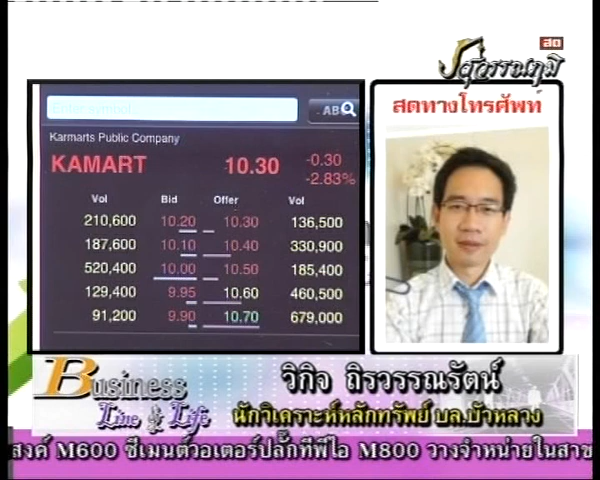 สด
สุวรรณภูมิ
สดทางโทรศัพท์
Enter symbol
AB
Karmarts Public Company
KAMART 10.30 -0.30
-2.83%
Vol Bid Offer Vol
210,600 10.20 10.30 136,500
187,600 10.10 10.40 330,900
520,400 10.00 10.50 185,400
129,400 9.95 10.60 460,500
91,200 9.90 10.70 679,000
Business
Line & Life
วิกิจ ถิรวรรณรัตน์
นักวิเคราะห์หลักทรัพย์ บล.บัวหลวง
สงค์ M600 ซีเมนต์วอเตอร์ปลั๊กทีพีไอ M800 วางจำหน่ายในสาข